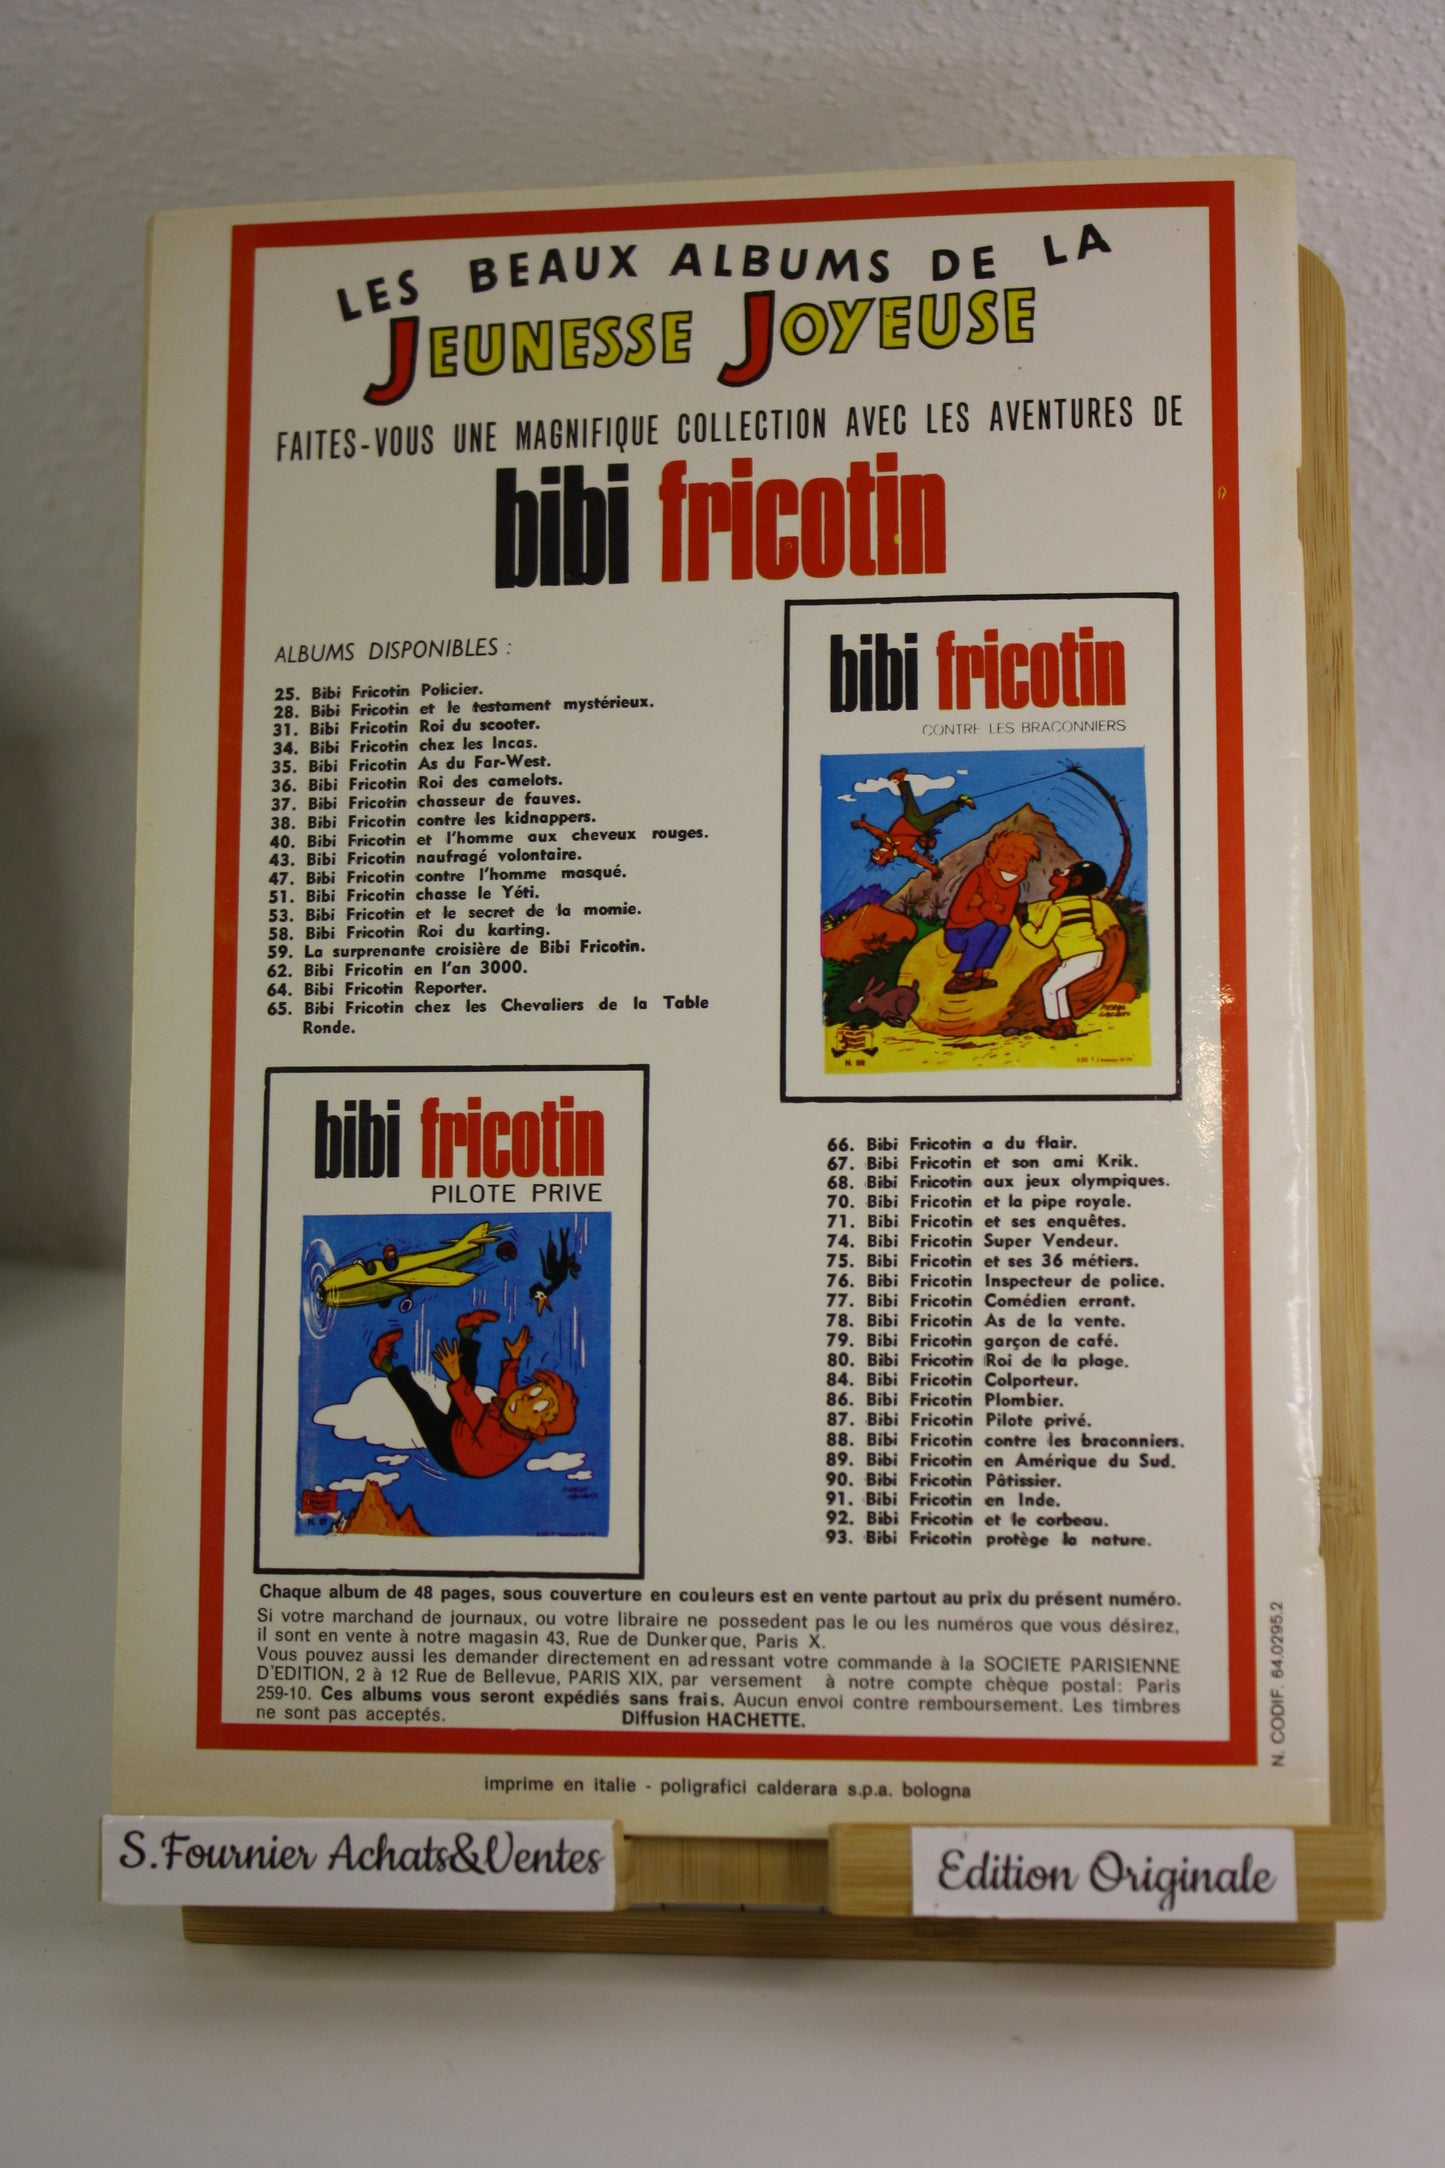 LES BEAUX ALBUMS DE LA
JEUNESSE JOYEUSE
FAITES-VOUS UNE MAGNIFIQUE COLLECTION AVEC LES AVENTURES DE
bibi fricotin
ALBUMS DISPONIBLES :
25. Bibi Fricotin Policier.
28. Bibi Fricotin et le testament mystérieux.
31. Bibi Fricotin Roi du scooter.
34. Bibi Fricotin chez les Incas.
35. Bibi Fricotin As du Far-West.
36. Bibi Fricotin Roi des camelots.
37. Bibi Fricotin chasseur de fauves.
38. Bibi Fricotin contre les kidnappers.
40. Bibi Fricotin et l'homme aux cheveux rouges.
43. Bibi Fricotin naufragé volontaire.
47. Bibi Fricotin contre l'homme masqué.
51. Bibi Fricotin chasse le Yéti.
53. Bibi Fricotin et le secret de la momie.
58. Bibi Fricotin Roi du karting.
59. La surprenante croisière de Bibi Fricotin.
62. Bibi Fricotin en l'an 3000.
64. Bibi Fricotin Reporter.
65. Bibi Fricotin chez les Chevaliers de la Table
Ronde.
bibi fricotin
CONTRE LES BRACONNIERS
N. 88
bibi fricotin
PILOTE PRIVE
N. 87
66. Bibi Fricotin a du flair.
67. Bibi Fricotin et son ami Krik.
68. Bibi Fricotin aux jeux olympiques.
70. Bibi Fricotin et la pipe royale.
71. Bibi Fricotin et ses enquêtes.
74. Bibi Fricotin Super Vendeur.
75. Bibi Fricotin et ses 36 métiers.
76. Bibi Fricotin Inspecteur de police.
77. Bibi Fricotin Comédien errant.
78. Bibi Fricotin As de la vente.
79. Bibi Fricotin garçon de café.
80. Bibi Fricotin Roi de la plage.
84. Bibi Fricotin Colporteur.
86. Bibi Fricotin Plombier.
87. Bibi Fricotin Pilote privé.
88. Bibi Fricotin contre les braconniers.
89. Bibi Fricotin en Amérique du Sud.
90. Bibi Fricotin Pâtissier.
91. Bibi Fricotin en Inde.
92. Bibi Fricotin et le corbeau.
93. Bibi Fricotin protège la nature.
Chaque album de 48 pages, sous couverture en couleurs est en vente partout au prix du présent numéro.
Si votre marchand de journaux, ou votre libraire ne possedent pas le ou les numéros que vous désirez,
il sont en vente à notre magasin 43, Rue de Dunkerque, Paris X.
Vous pouvez aussi les demander directement en adressant votre commande à la SOCIETE PARISIENNE
D'EDITION, 2 à 12 Rue de Bellevue, PARIS XIX, par versement à notre compte chèque postal: Paris
259-10. Ces albums vous seront expédiés sans frais. Aucun envoi contre remboursement. Les timbres
ne sont pas acceptés. Diffusion HACHETTE.
N. CODIF. 64.0295.2
imprime en italie - poligrafici calderara s.p.a. bologna
S.Fournier Achats&Ventes
Edition Originale